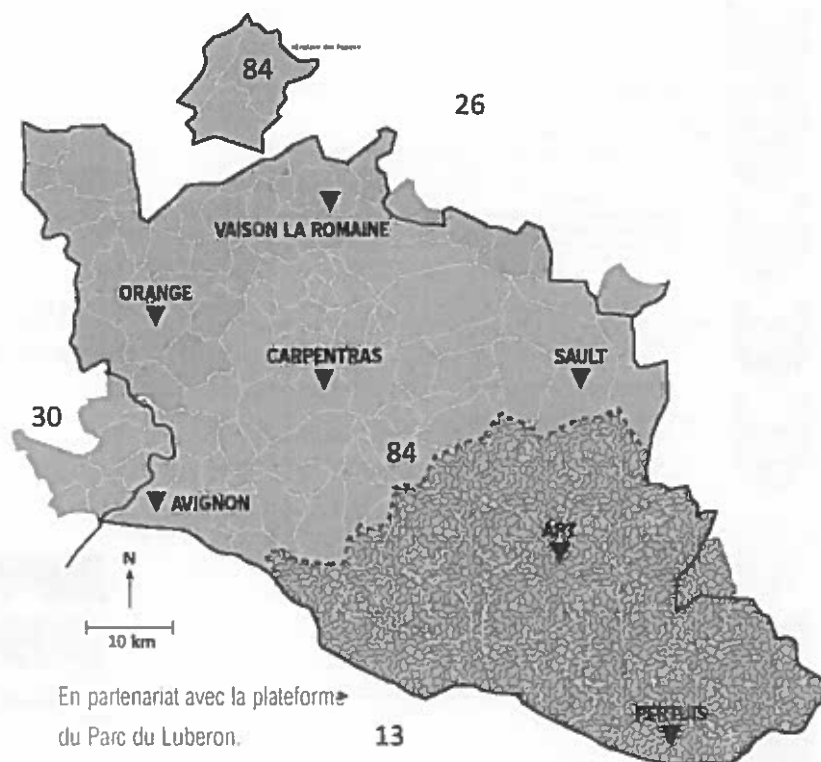 84
26
VAISON LA ROMAINE
ORANGE
CARPENTRAS
SAULT
30
84
AVIGNON
APT
N
10 km
PERTUIS
En partenariat avec la plateforme
du Parc du Luberon.
13